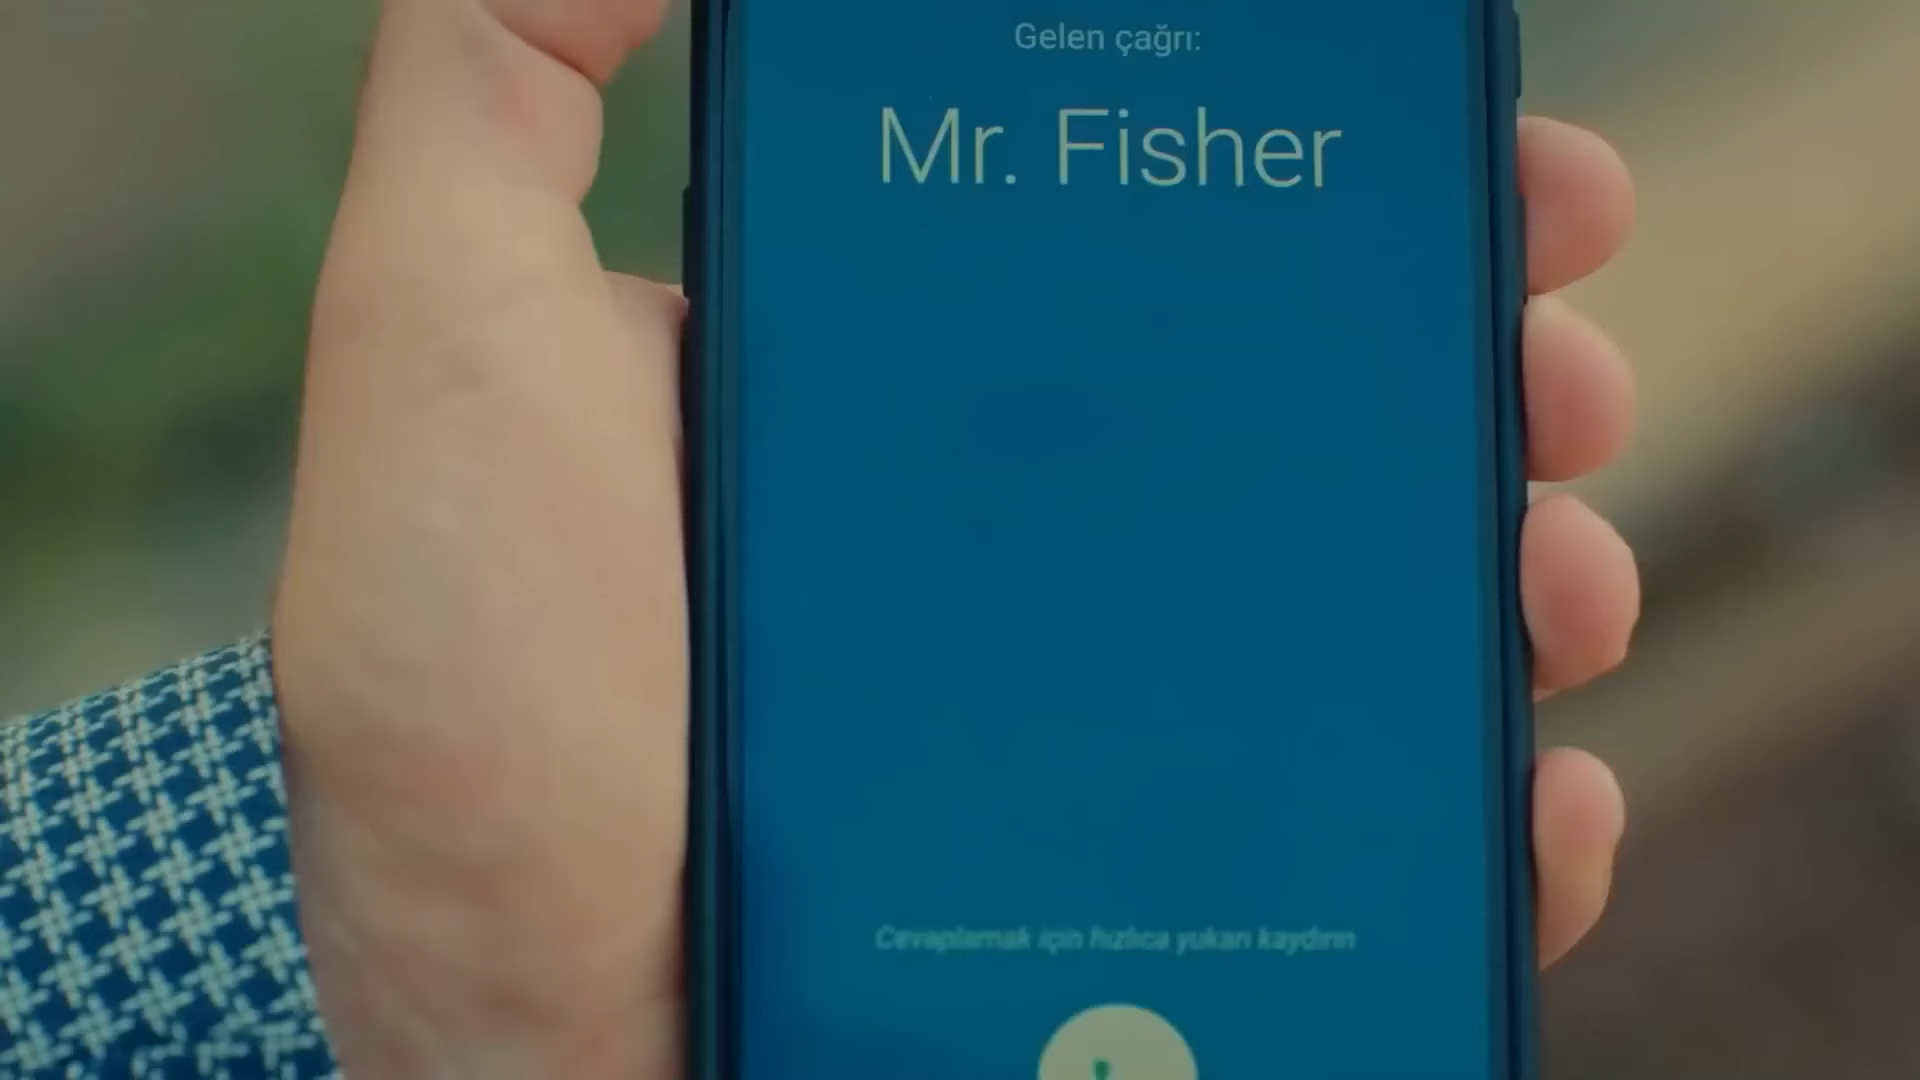 Gelen çağrı:
Mr. Fisher
Cevaplamak için hızlıca yukarı kaydırın